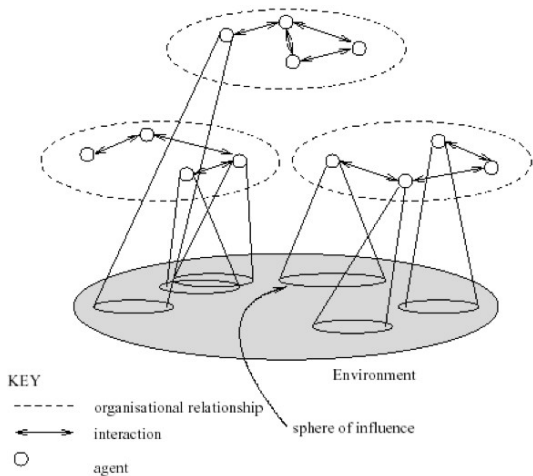 Environment
KEY
organisational relationship
interaction
sphere of influence
agent